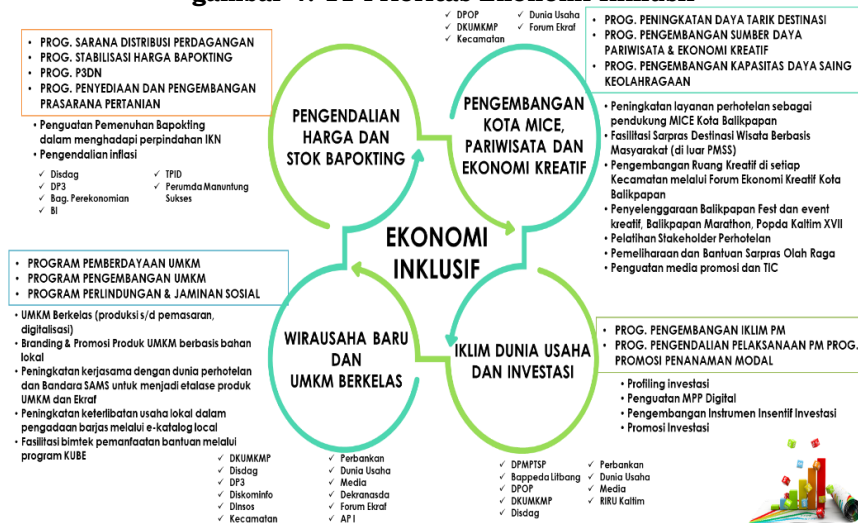 DPOP
DKUMKMP
Kecamatan
Dunia Usaha
Forum Ekraf
• PROG. SARANA DISTRIBUSI PERDAGANGAN
• PROG. STABILISASI HARGA BAPOKTING
• PROG. P3DN
• PROG. PENYEDIAAN DAN PENGEMBANGAN
PRASARANA PERTANIAN
• Penguatan Pemenuhan Bapokting
dalam menghadapi perpindahan IKN
• Pengendalian inflasi
✓ Disdag
✓ DP3
✓ Bag. Perekonomian
✓ BI
✓ TPID
✓ Perumda Manuntung
Sukses
PENGENDALIAN
HARGA DAN
STOK BAPOKTING
PENGEMBANGAN
KOTA MICE,
PARIWISATA DAN
EKONOMI KREATIF
• PROG. PENINGKATAN DAYA TARIK DESTINASI
• PROG. PENGEMBANGAN SUMBER DAYA
PARIWISATA & EKONOMI KREATIF
• PROG. PENGEMBANGAN KAPASITAS DAYA SAING
KEOLAHRAGAAN
• Peningkatan layanan perhotelan sebagai
pendukung MICE Kota Balikpapan
• Fasilitasi Sarpras Destinasi Wisata Berbasis
Masyarakat (di luar PMSS)
• Pengembangan Ruang Kreatif di setiap
Kecamatan melalui Forum Ekonomi Kreatif Kota
Balikpapan
• Penyelenggaraan Balikpapan Fest dan event
kreatif, Balikpapan Marathon, Popda Kaltim XVII
• Pelatihan Stakeholder Perhotelan
• Pemeliharaan dan Bantuan Sarpras Olah Raga
• Penguatan media promosi dan TIC
EKONOMI
INKLUSIF
• PROGRAM PEMBERDAYAAN UMKM
• PROGRAM PENGEMBANGAN UMKM
• PROGRAM PERLINDUNGAN & JAMINAN SOSIAL
• UMKM Berkelas (produksi s/d pemasaran,
digitalisasi)
• Branding & Promosi Produk UMKM berbasis bahan
lokal
• Peningkatan kerjasama dengan dunia perhotelan
dan Bandara SAMS untuk menjadi etalase produk
UMKM dan Ekraf
• Peningkatan keterlibatan usaha lokal dalam
pengadaan barjas melalui e-katalog local
• Fasilitasi bimtek pemanfaatan bantuan melalui
program KUBE
✓ DKUMKMP
✓ Disdag
✓ DP3
✓ Diskominfo
✓ Dinsos
✓ Kecamatan
✓ Perbankan
✓ Dunia Usaha
✓ Media
✓ Dekranasda
✓ Forum Ekraf
✓ API
WIRAUSAHA BARU
DAN
UMKM BERKELAS
IKLIM DUNIA USAHA
DAN INVESTASI
• PROG. PENGEMBANGAN IKLIM PM
• PROG. PENGENDALIAN PELAKSANAAN PM PROG.
PROMOSI PENANAMAN MODAL
• Profiling investasi
• Penguatan MPP Digital
• Pengembangan Instrumen Insentif Investasi
• Promosi Investasi
✓ DPMPTSP
✓ Bappeda Litbang
✓ DPOP
✓ DKUMKMP
✓ Disdag
✓ Perbankan
✓ Dunia Usaha
✓ Media
✓ RIRU Kaltim